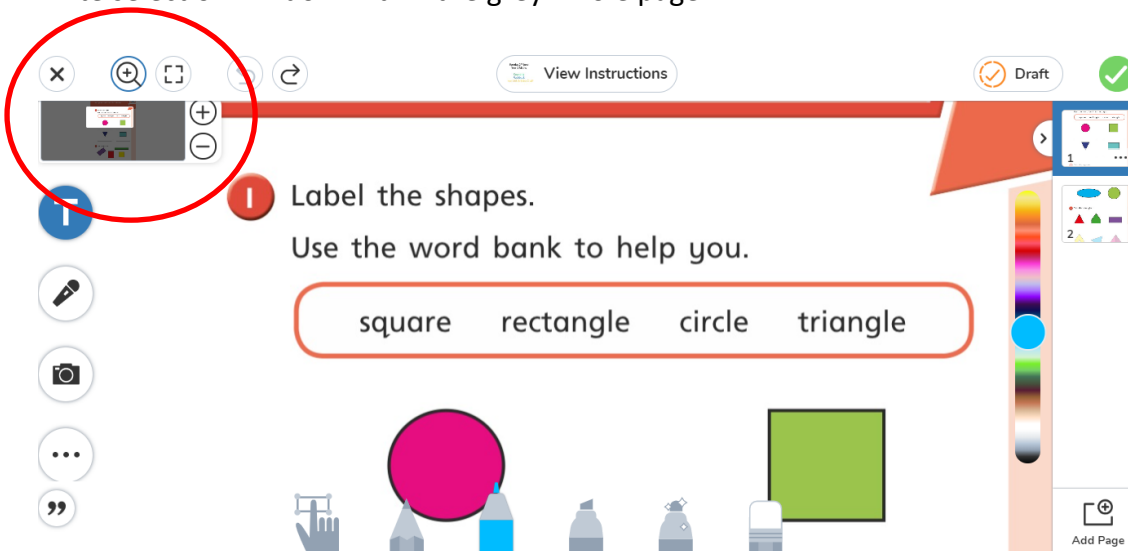 View Instructions
Draft
T
1 Label the shapes.
Use the word bank to help you.
square rectangle circle triangle
1
2
Add Page